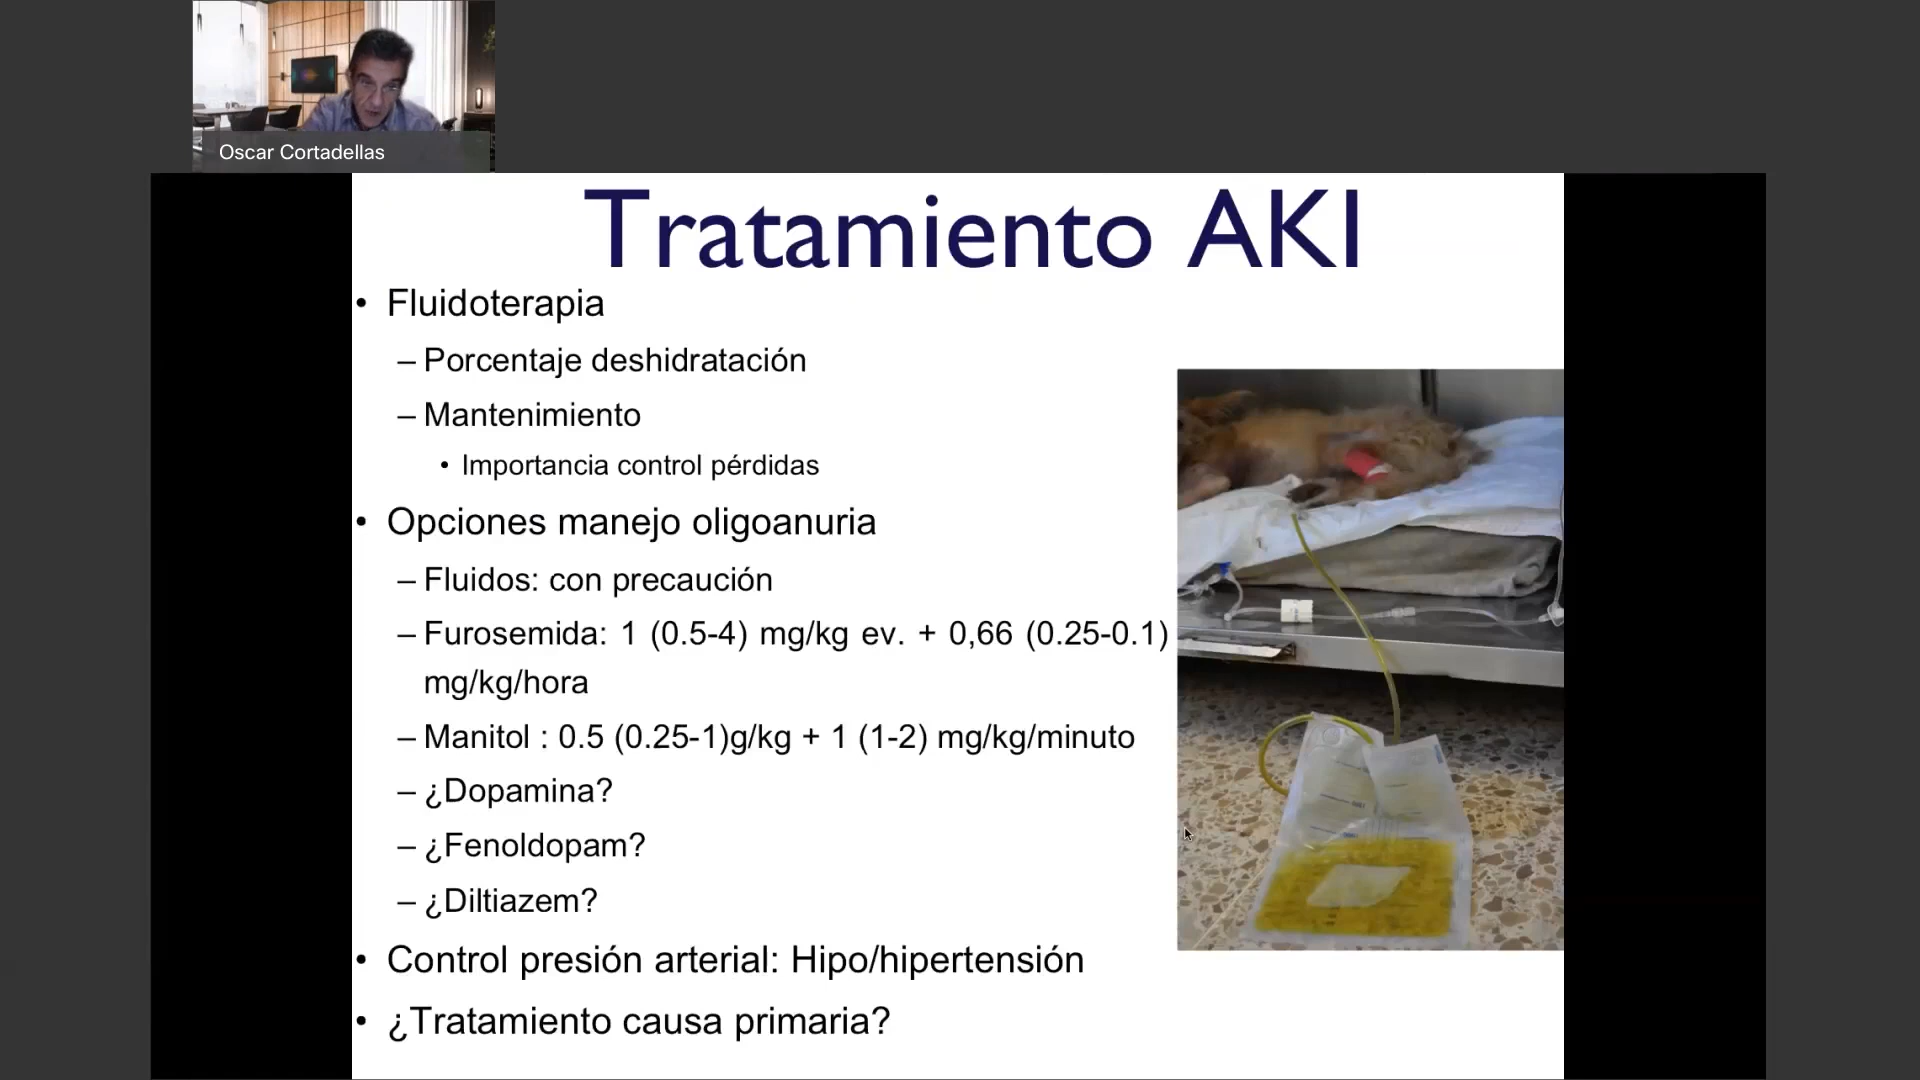 Oscar Cortadellas
Tratamiento AKI
• Fluidoterapia
– Porcentaje deshidratación
– Mantenimiento
• Importancia control pérdidas
• Opciones manejo oligoanuria
– Fluidos: con precaución
– Furosemida: 1 (0.5-4) mg/kg ev. + 0,66 (0.25-0.1)
mg/kg/hora
– Manitol : 0.5 (0.25-1)g/kg + 1 (1-2) mg/kg/minuto
– ¿Dopamina?
– ¿Fenoldopam?
– ¿Diltiazem?
• Control presión arterial: Hipo/hipertensión
• ¿Tratamiento causa primaria?